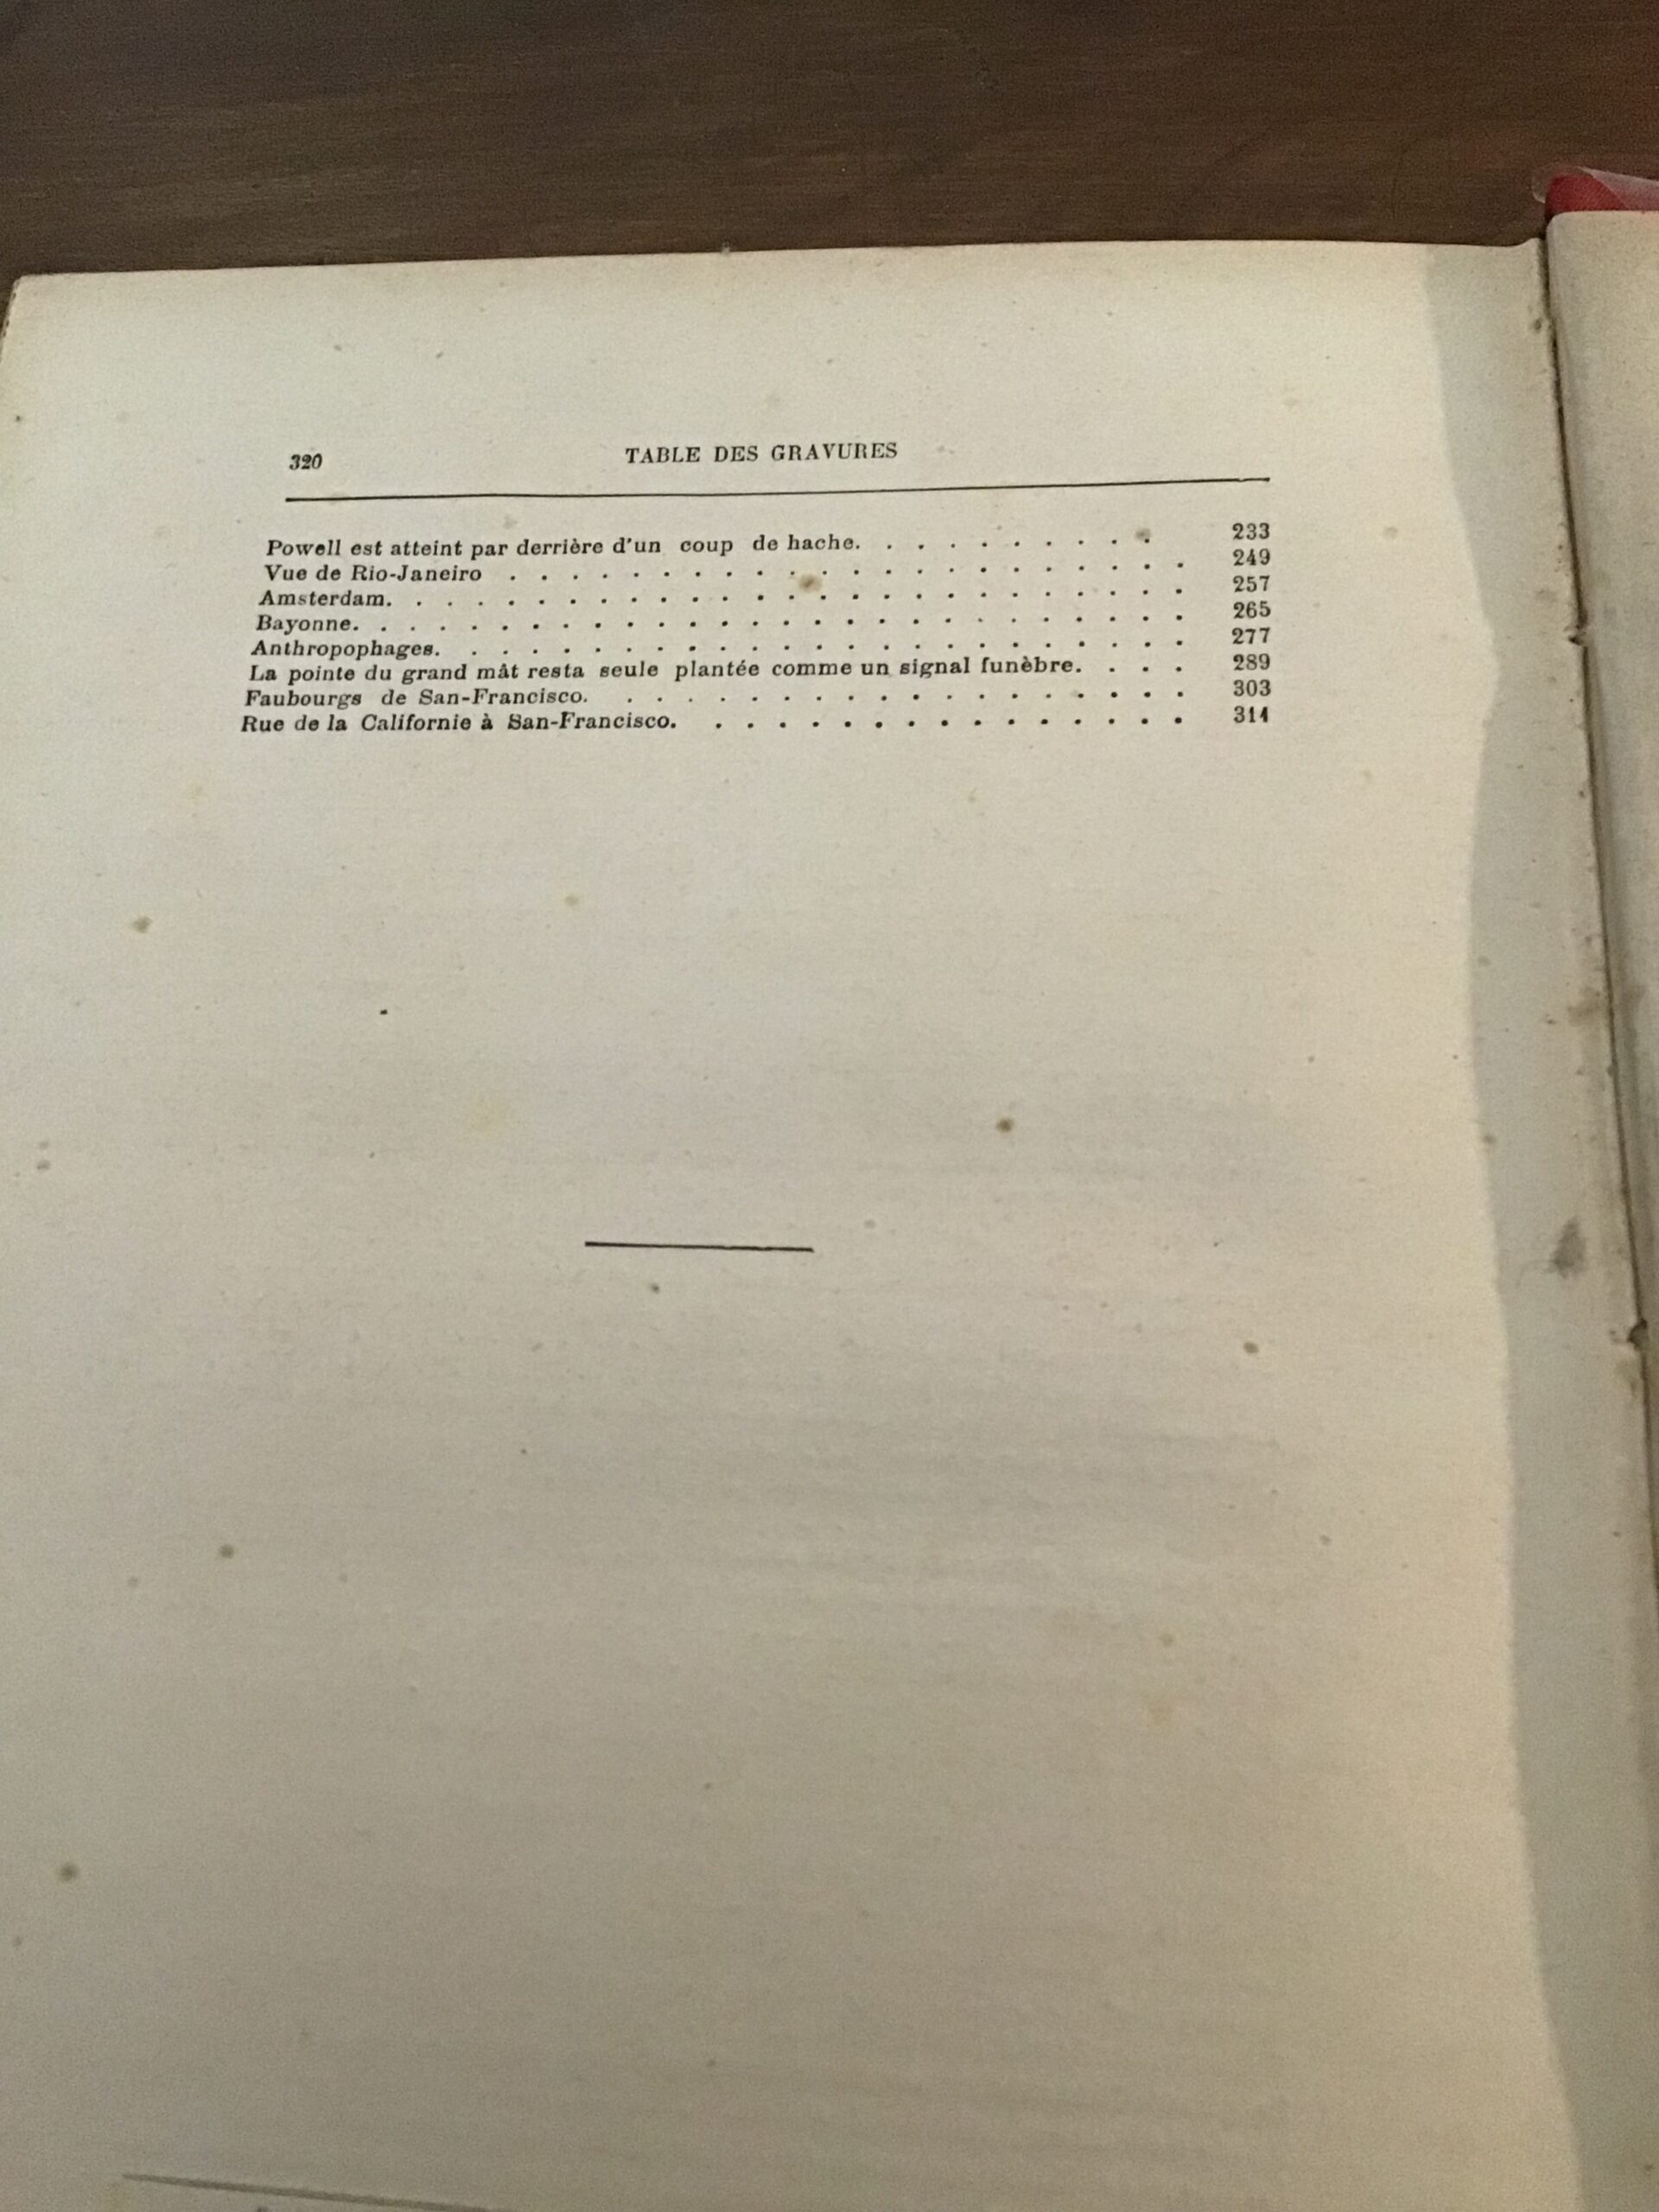 320 TABLE DES GRAVURES
Powell est atteint par derrière d'un coup de hache. . . . . . . . . . 233
Vue de Rio-Janeiro . . . . . . . . . . . . . . . . . . . . . . 249
Amsterdam. . . . . . . . . . . . . . . . . . . . . . . . . . 257
Bayonne. . . . . . . . . . . . . . . . . . . . . . . . . . . 265
Anthropophages. . . . . . . . . . . . . . . . . . . . . . . . 277
La pointe du grand mât resta seule plantée comme un signal funèbre. . . . 289
Faubourgs de San-Francisco. . . . . . . . . . . . . . . . . . . 303
Rue de la Californie à San-Francisco. . . . . . . . . . . . . . . . 314